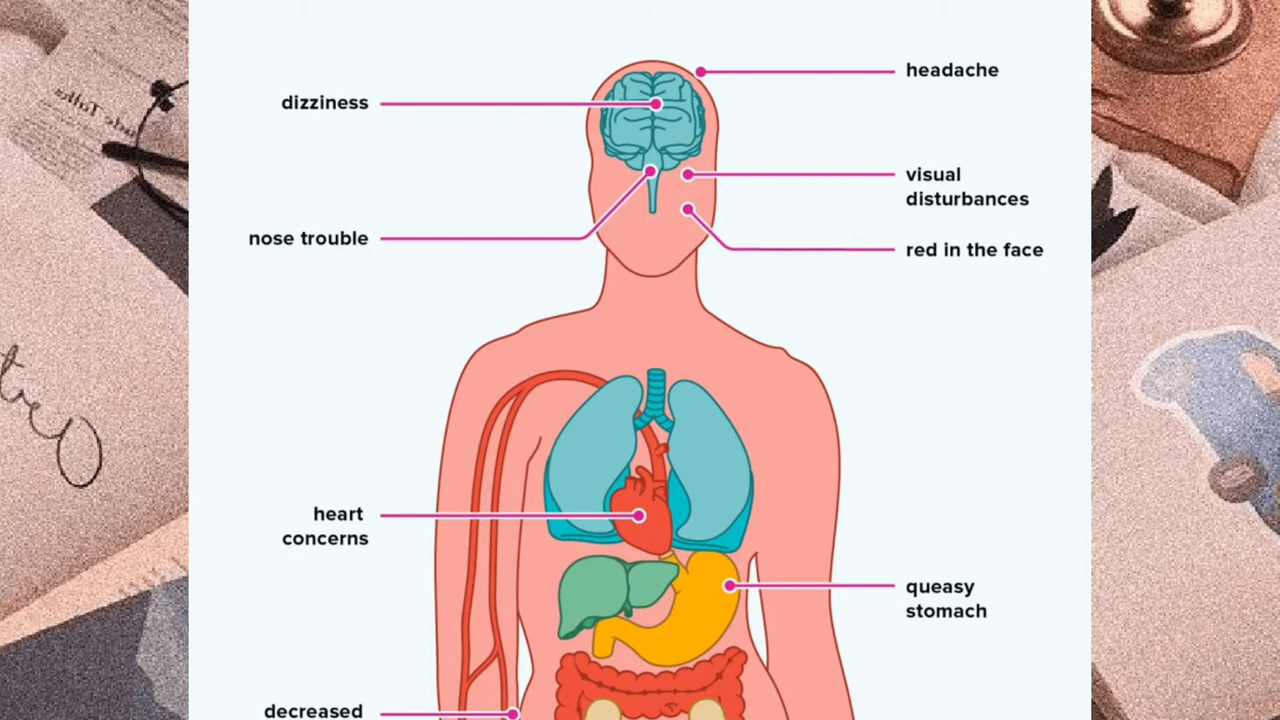 headache
dizziness
visual
disturbances
nose trouble
red in the face
heart
concerns
queasy
stomach
decreased